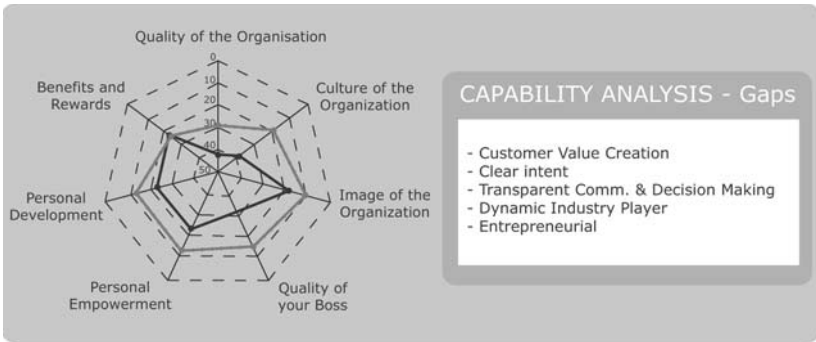 Quality of the Organisation
0
10
20
30
40
50
Benefits and
Rewards
Culture of the
Organization
Personal
Development
Image of the
Organization
Personal
Empowerment
Quality of
your Boss
CAPABILITY ANALYSIS - Gaps
- Customer Value Creation
- Clear intent
- Transparent Comm. & Decision Making
- Dynamic Industry Player
- Entrepreneurial